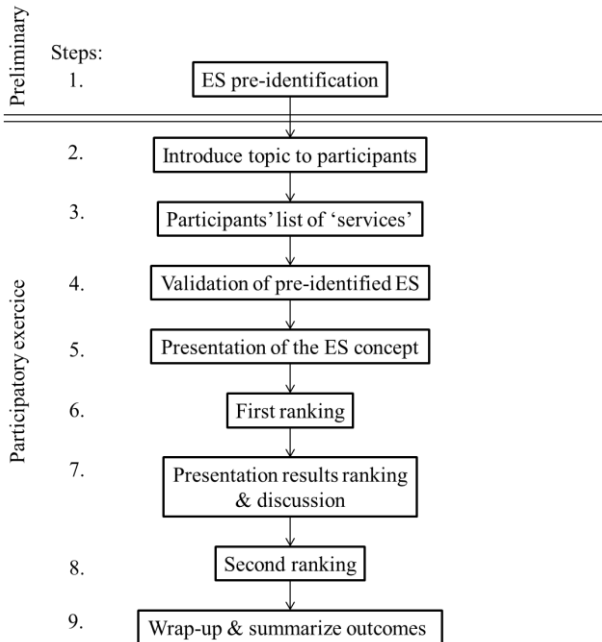 Preliminary
Steps:
1.
ES pre-identification
Participatory exercice
2.
Introduce topic to participants
3.
Participants’ list of ‘services’
4.
Validation of pre-identified ES
5.
Presentation of the ES concept
6.
First ranking
7.
Presentation results ranking
& discussion
8.
Second ranking
9.
Wrap-up & summarize outcomes